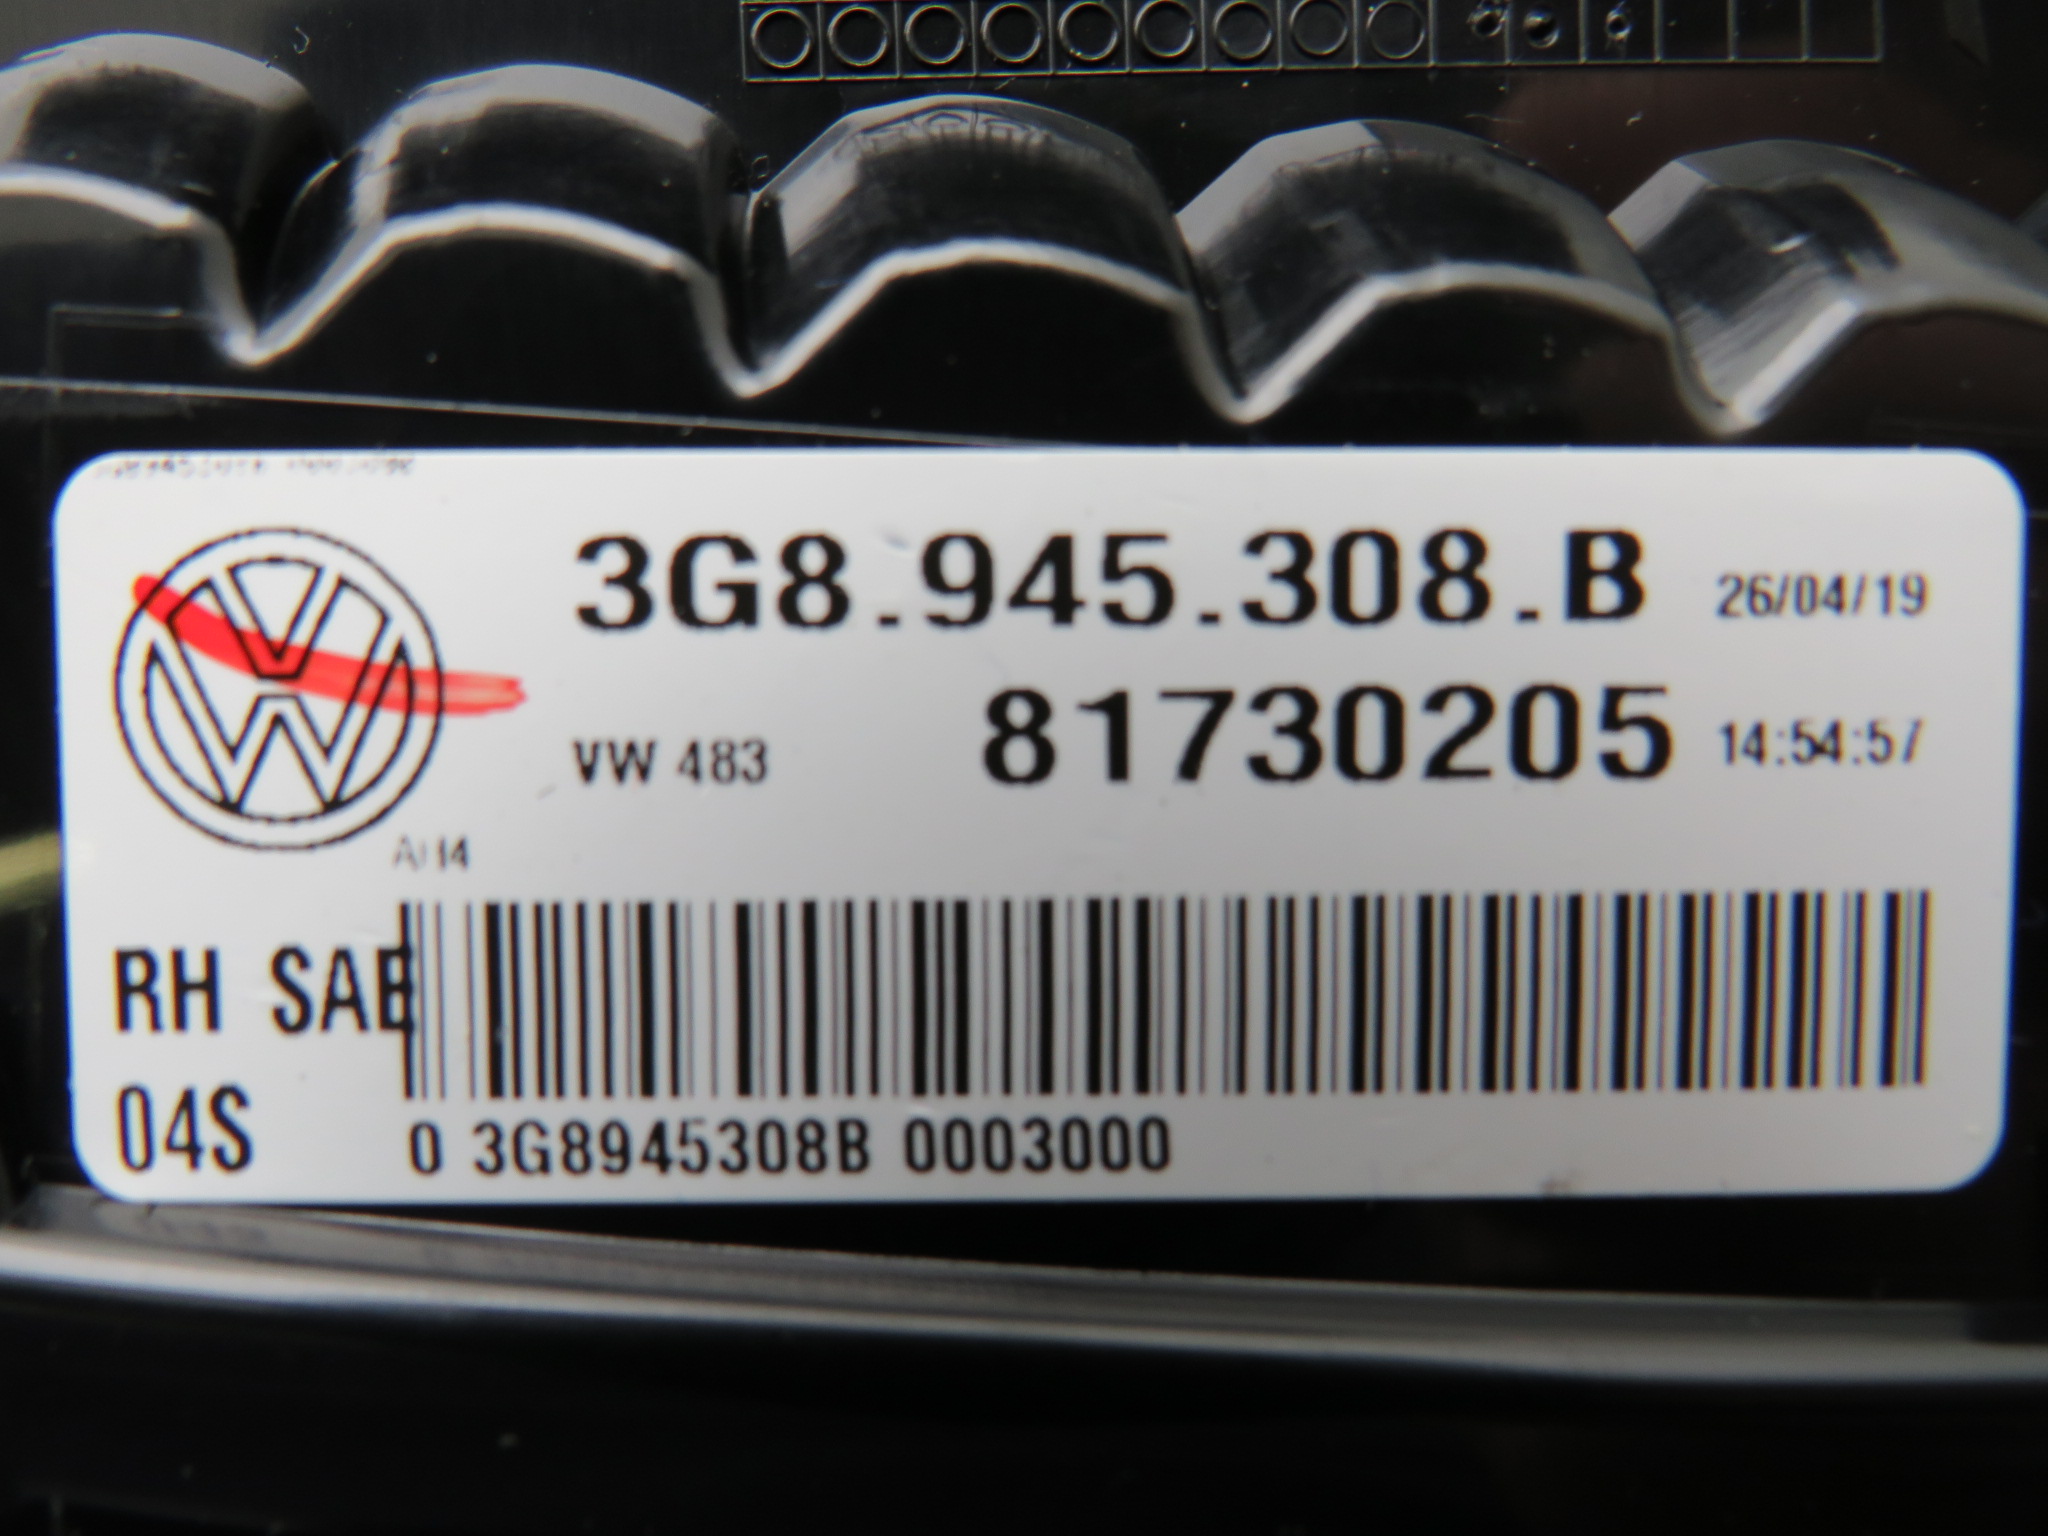 3G8.945.308.B 26/04/19
VW 483 81730205 14:54:57
RH SAE
04S
0 3G8945308B 0003000